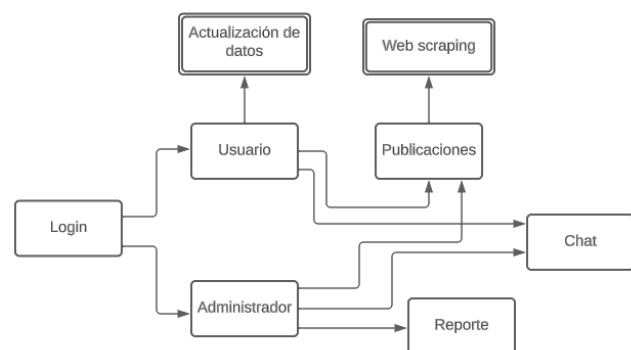 Actualización de
datos
Web scraping
Usuario
Publicaciones
Login
Chat
Administrador
Reporte